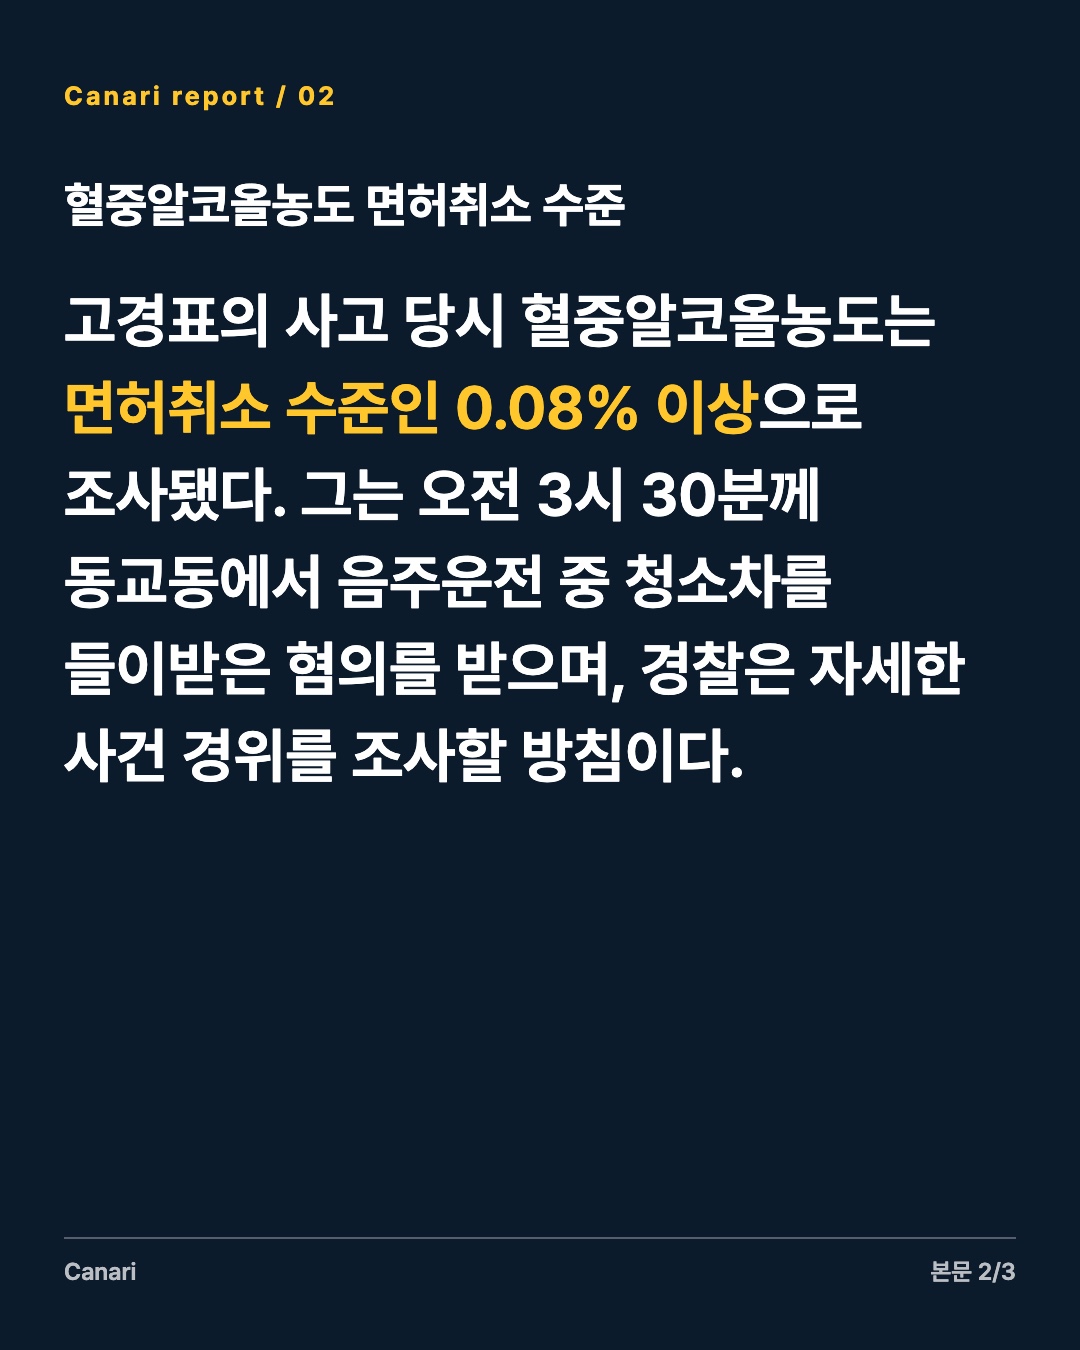 Canari report / 02
혈중알코올농도 면허취소 수준
고경표의 사고 당시 혈중알코올농도는
면허취소 수준인 0.08% 이상으로
조사됐다. 그는 오전 3시 30분께
동교동에서 음주운전 중 청소차를
들이받은 혐의를 받으며, 경찰은 자세한
사건 경위를 조사할 방침이다.
Canari
본문 2/3